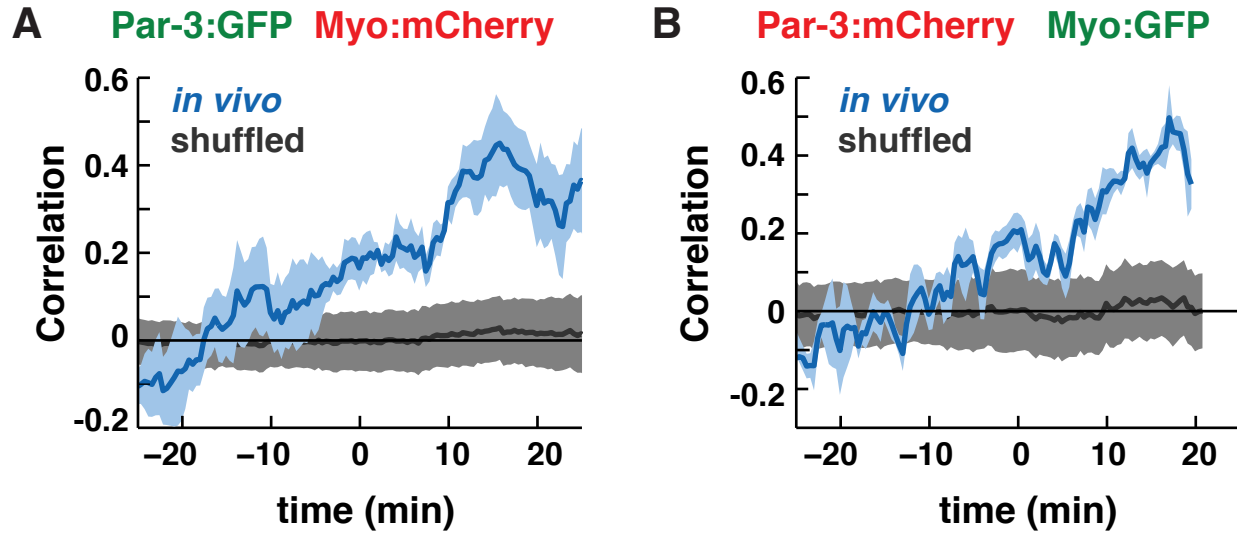 A Par-3:GFP Myo:mCherry
in vivo
shuffled
0.6
0.4
0.2
0
-0.2
Correlation
−20 −10 0 10 20
time (min)
B Par-3:mCherry Myo:GFP
in vivo
shuffled
0.6
0.4
0.2
0
-0.2
Correlation
−20 −10 0 10 20
time (min)